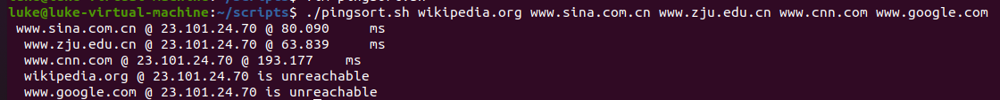 luke@luke-virtual-machine:~/scripts$ ./pingsort.sh wikipedia.org www.sina.com.cn www.zju.edu.cn www.cnn.com www.google.com
www.sina.com.cn @ 23.101.24.70 @ 80.090 ms
www.zju.edu.cn @ 23.101.24.70 @ 63.839 ms
www.cnn.com @ 23.101.24.70 @ 193.177 ms
wikipedia.org @ 23.101.24.70 is unreachable
www.google.com @ 23.101.24.70 is unreachable